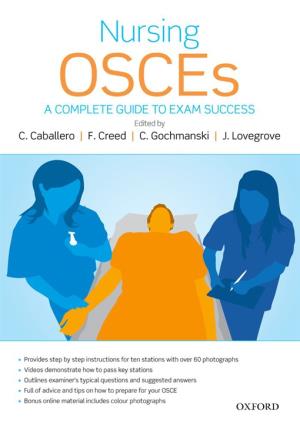 Nursing
OSCEs
A COMPLETE GUIDE TO EXAM SUCCESS
Edited by
C. Caballero | F. Creed | C. Gochmanski | J. Lovegrove
• Provides step by step instructions for ten stations with over 60 photographs
• Videos demonstrate how to pass key stations
• Outlines examiner's typical questions and suggested answers
• Full of advice and tips on how to prepare for your OSCE
• Bonus online material includes colour photographs
OXFORD